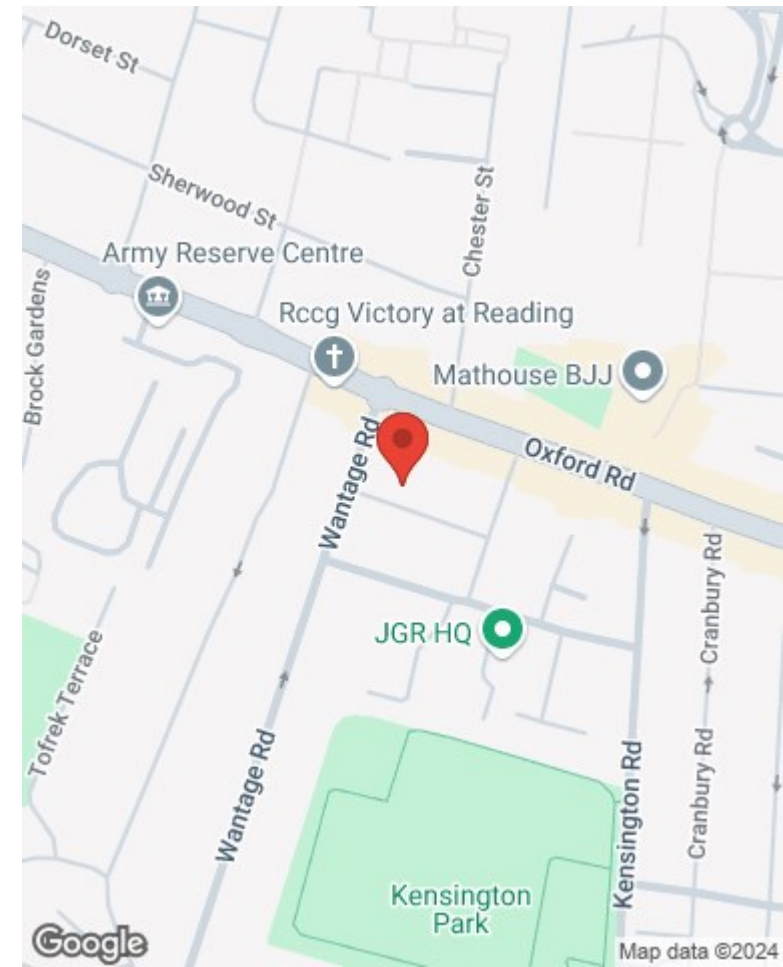 Dorset St
Sherwood St
Chester St
Army Reserve Centre
Brock Gardens
Rccg Victory at Reading
Mathouse BJJ
Wantage Rd
Oxford Rd
Cranbury Rd
JGR HQ
Tofrek Terrace
Wantage Rd
Kensington Rd
Cranbury Rd
Kensington
Park
Google
Map data ©2024